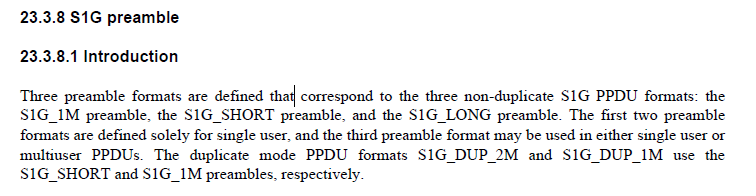 23.3.8 S1G preamble
23.3.8.1 Introduction
Three preamble formats are defined that correspond to the three non-duplicate S1G PPDU formats: the
S1G_1M preamble, the S1G_SHORT preamble, and the S1G_LONG preamble. The first two preamble
formats are defined solely for single user, and the third preamble format may be used in either single user or
multiuser PPDUs. The duplicate mode PPDU formats S1G_DUP_2M and S1G_DUP_1M use the
S1G_SHORT and S1G_1M preambles, respectively.